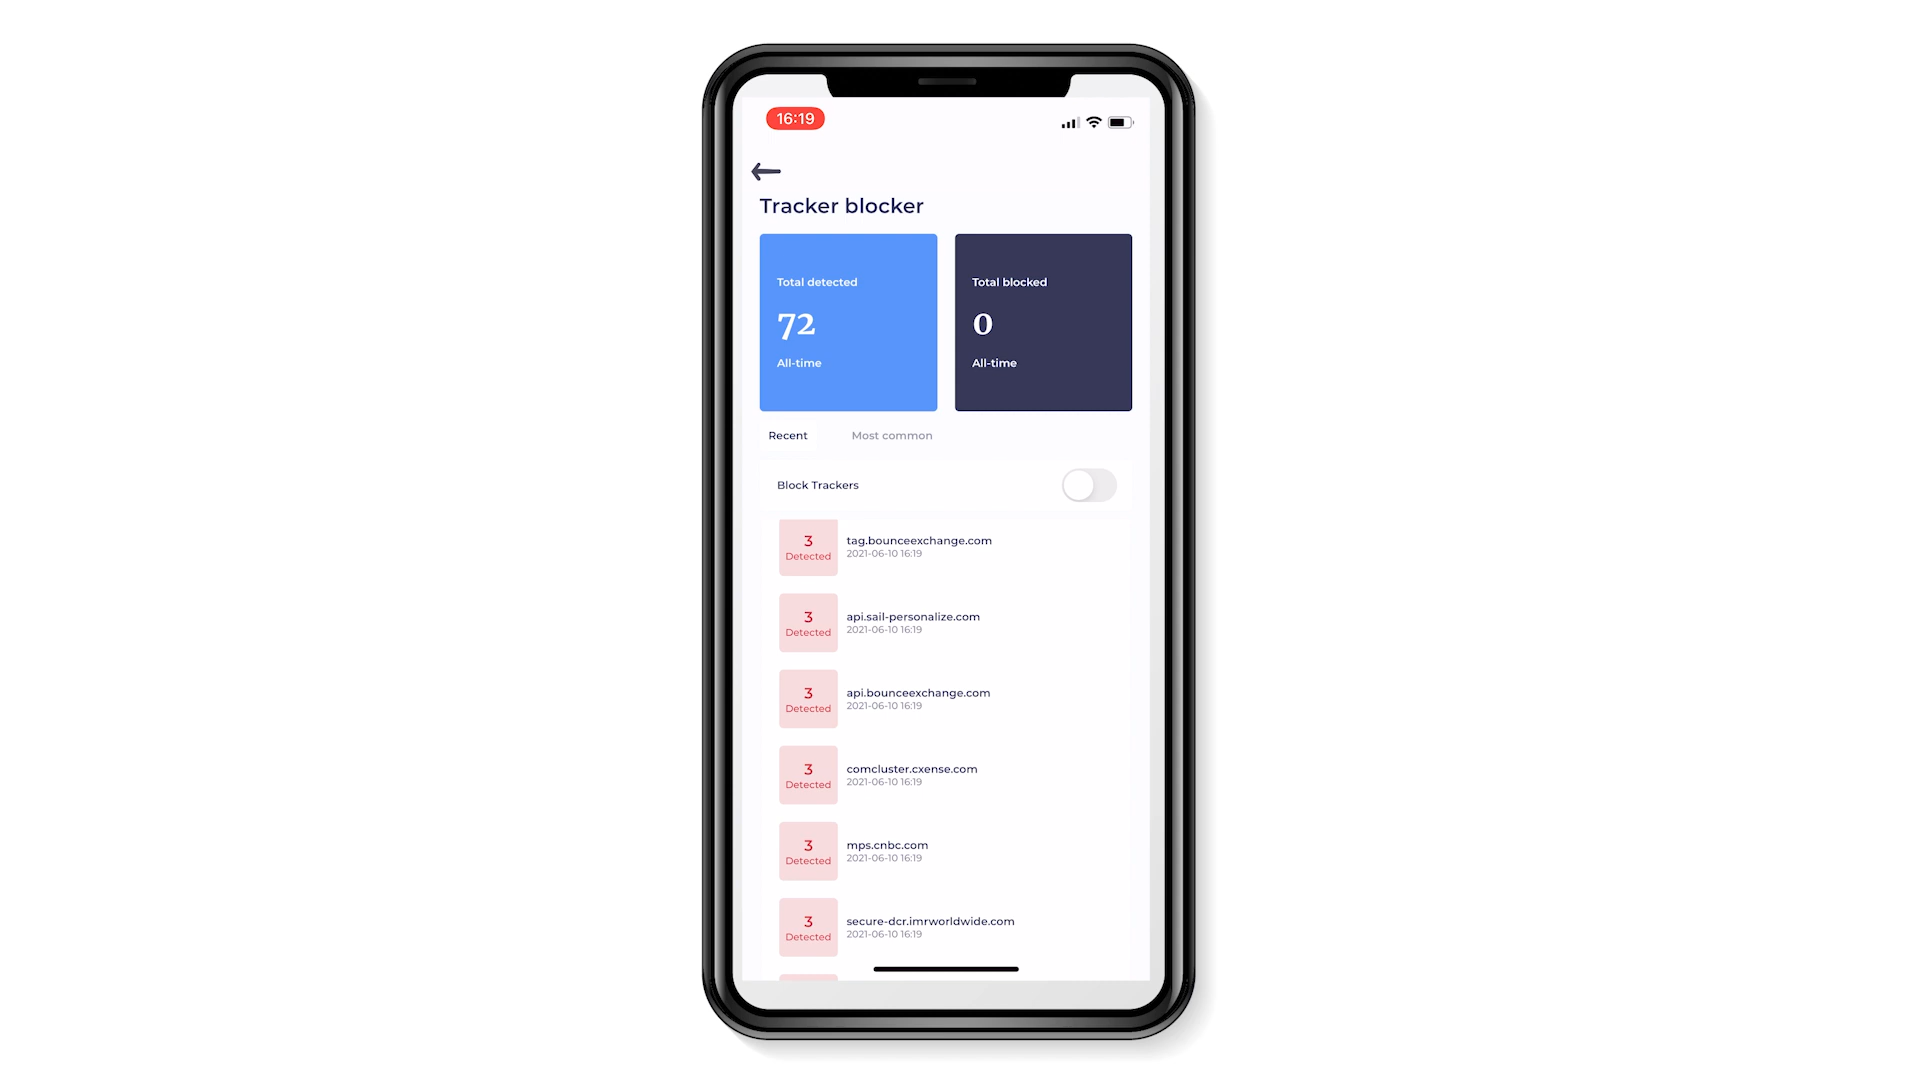 16:19
Tracker blocker
Total detected
72
All-time
Total blocked
0
All-time
Recent
Most common
Block Trackers
3
Detected
tag.bounceexchange.com
2021-06-10 16:19
3
Detected
api.sail-personalize.com
2021-06-10 16:19
3
Detected
api.bounceexchange.com
2021-06-10 16:19
3
Detected
comcluster.cxense.com
2021-06-10 16:19
3
Detected
mps.cnbc.com
2021-06-10 16:19
3
Detected
secure-dcr.imrworldwide.com
2021-06-10 16:19